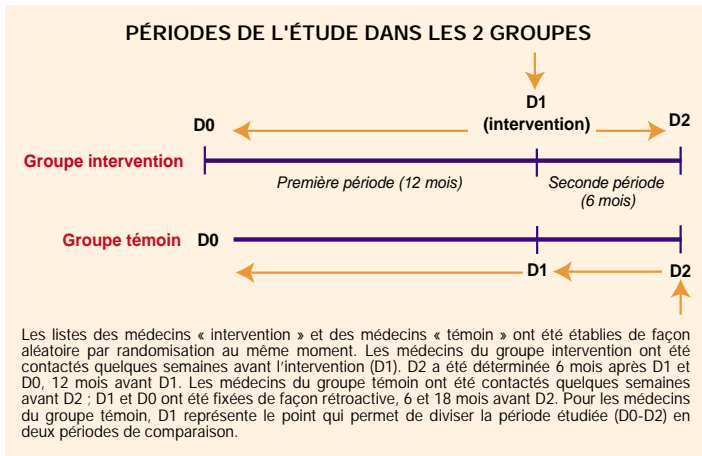 PÉRIODES DE L'ÉTUDE DANS LES 2 GROUPES
D1
(intervention)
D0
D2
Groupe intervention
Première période (12 mois)
Seconde période
(6 mois)
Groupe témoin
D0
D1
D2
Les listes des médecins « intervention » et des médecins « témoin » ont été établies de façon
aléatoire par randomisation au même moment. Les médecins du groupe intervention ont été
contactés quelques semaines avant l'intervention (D1). D2 a été déterminée 6 mois après D1 et
D0, 12 mois avant D1. Les médecins du groupe témoin ont été contactés quelques semaines
avant D2 ; D1 et D0 ont été fixées de façon rétroactive, 6 et 18 mois avant D2. Pour les médecins
du groupe témoin, D1 représente le point qui permet de diviser la période étudiée (D0-D2) en
deux périodes de comparaison.